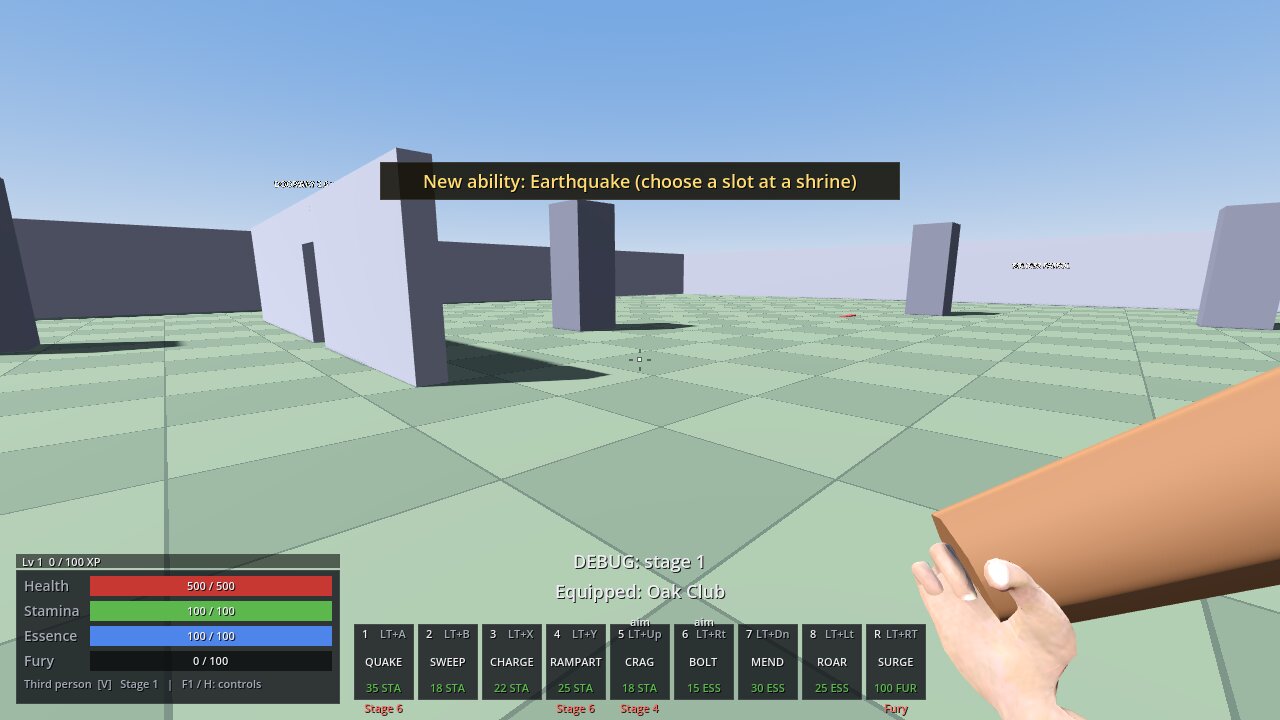 New ability: Earthquake (choose a slot at a shrine)
DEBUG: stage 1
Equipped: Oak Club
Lv 1 0 / 100 XP
Health 500 / 500
Stamina 100 / 100
Essence 100 / 100
Fury 0 / 100
Third person [V] Stage 1 | F1 / H: controls
aim aim
1 LT+A 2 LT+B 3 LT+X 4 LT+Y 5 LT+Up 6 LT+Rt 7 LT+Dn 8 LT+Lt R LT+RT
QUAKE SWEEP CHARGE RAMPART CRAG BOLT MEND ROAR SURGE
35 STA 18 STA 22 STA 25 STA 18 STA 15 ESS 30 ESS 25 ESS 100 FUR
Stage 6 Stage 6 Stage 4 Fury